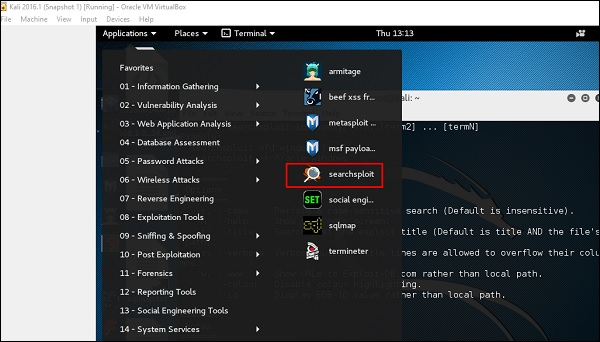 Kali 2016.1 (Snapshot 1) [Running] - Oracle VM VirtualBox
File Machine View Input Devices Help
Applications Places Terminal Thu 13:13
Favorites
01 - Information Gathering
02 - Vulnerability Analysis
03 - Web Application Analysis
04 - Database Assessment
05 - Password Attacks
06 - Wireless Attacks
07 - Reverse Engineering
08 - Exploitation Tools
09 - Sniffing & Spoofing
10 - Post Exploitation
11 - Forensics
12 - Reporting Tools
13 - Social Engineering Tools
14 - System Services
armitage
beef xss fr...
metasploit ...
msf payloa...
searchsploit
SET social engi...
sqlmap
termineter
ali: ~
m2] ... [termN]
search (Default is insensitive).
title (Default is title AND the file's
nes are allowed to overflow their colu
com rather than local path.
ghting.
her than local path.